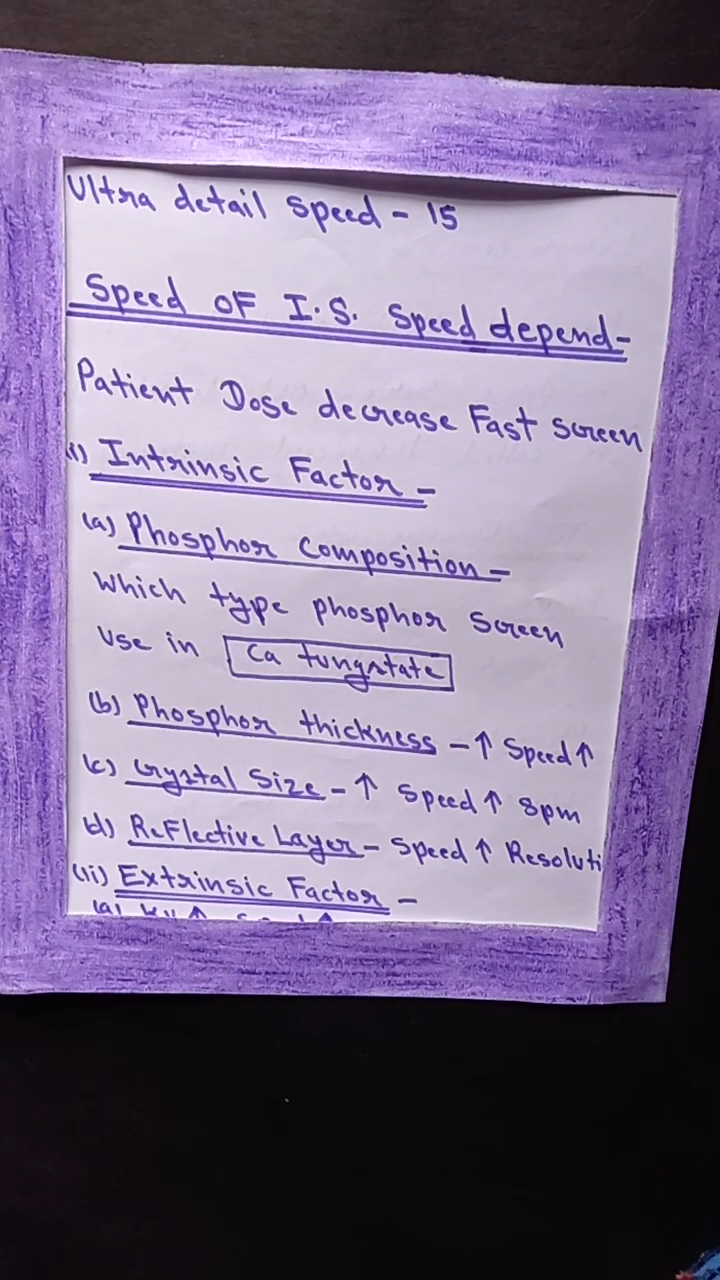 Ultra detail speed - 15
Speed OF I.S. Speed depend-
Patient Dose decrease Fast screen
(i) Intrinsic Factor -
(a) Phosphor composition -
Which type phosphor screen
Use in Ca tungstate
(b) Phosphor thickness - ↑ Speed ↑
(c) Crystal Size - ↑ Speed ↑ 8pm
(d) Reflective Layer - Speed ↑ Resoluti
(ii) Extrinsic Factor -